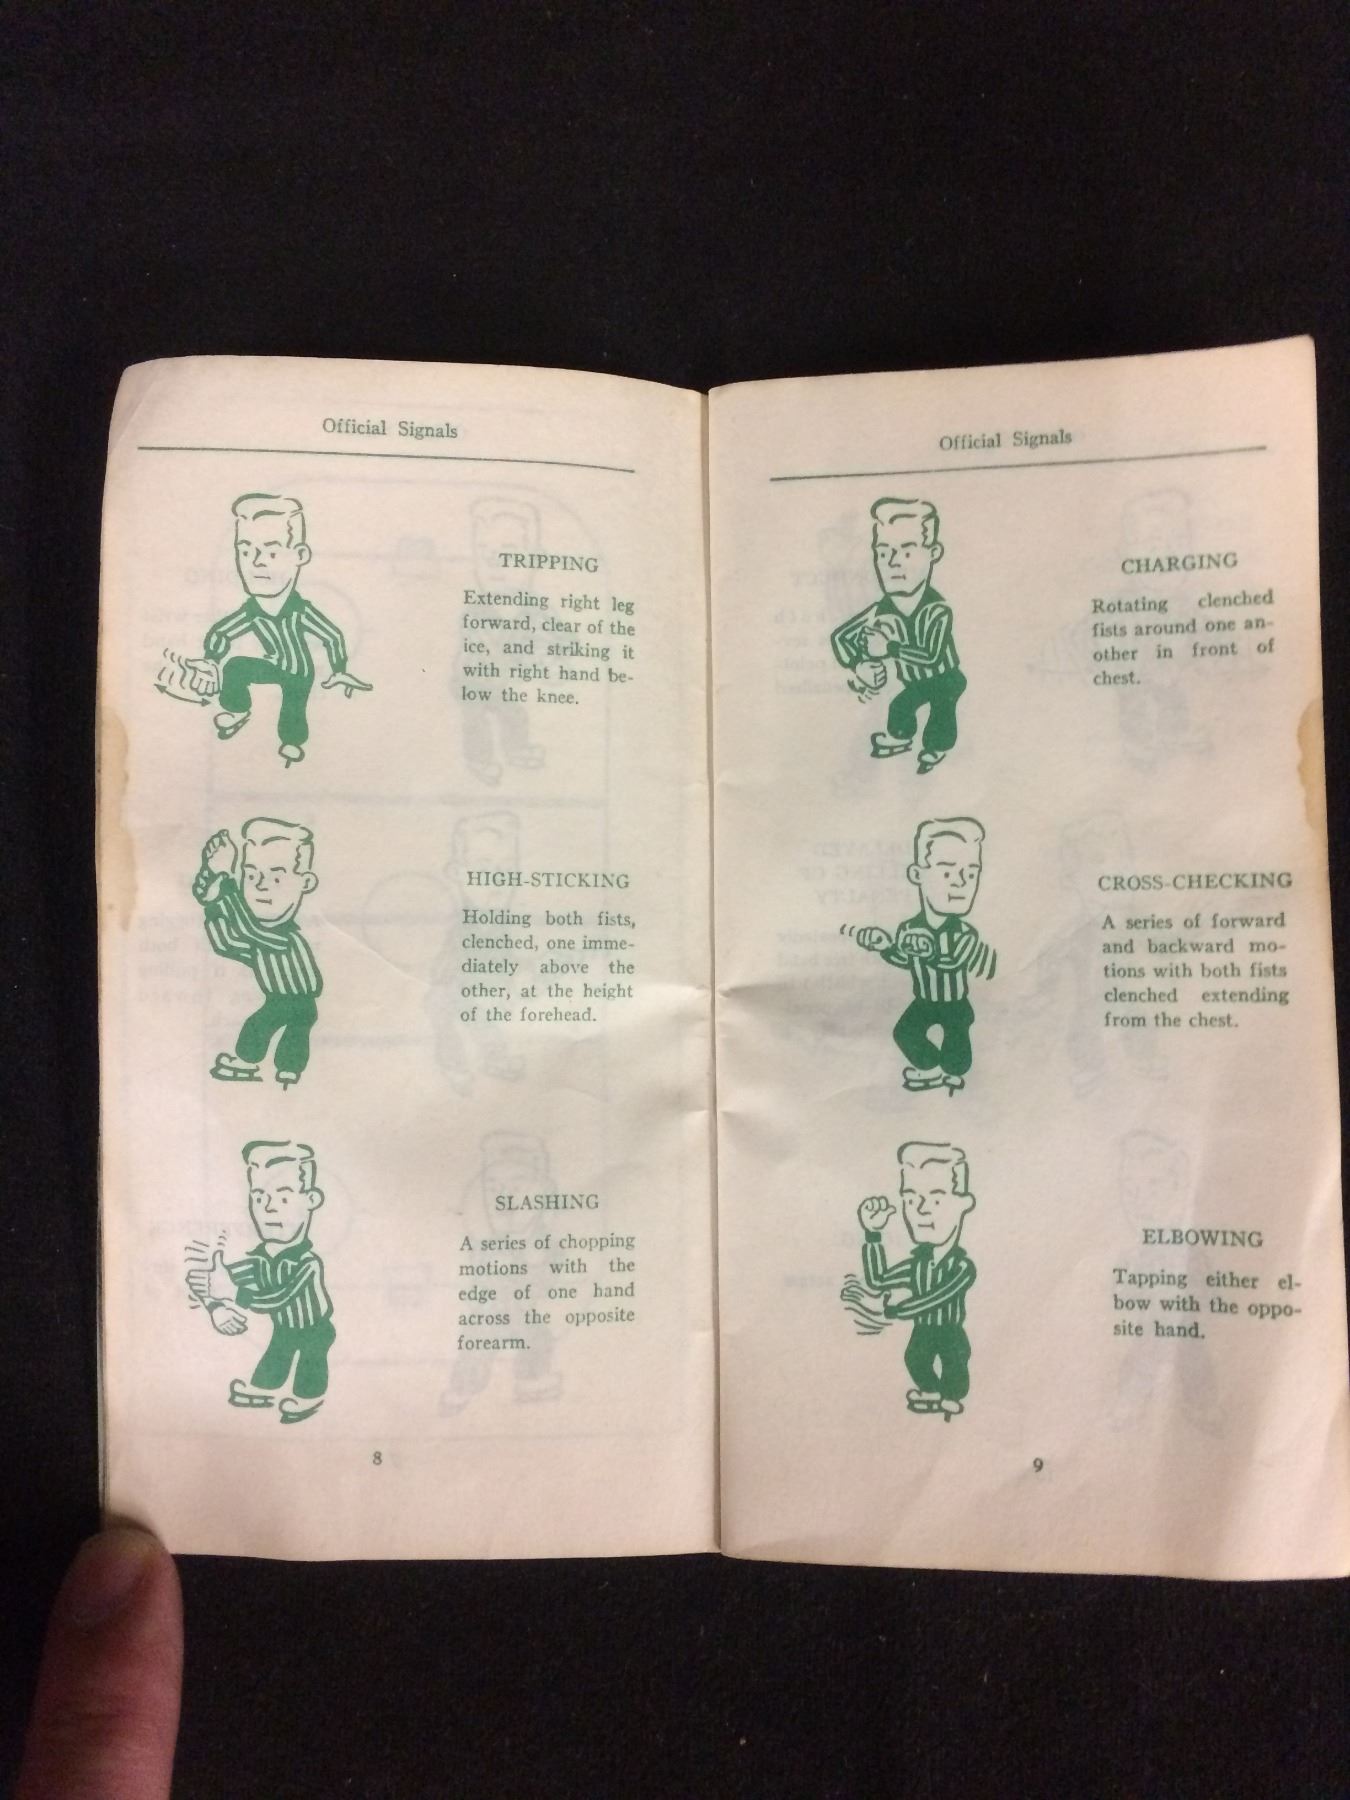 Official Signals
TRIPPING
Extending right leg
forward, clear of the
ice, and striking it
with right hand be-
low the knee.
HIGH-STICKING
Holding both fists,
clenched, one imme-
diately above the
other, at the height
of the forehead.
SLASHING
A series of chopping
motions with the
edge of one hand
across the opposite
forearm.
8
Official Signals
CHARGING
Rotating clenched
fists around one an-
other in front of
chest.
CROSS-CHECKING
A series of forward
and backward mo-
tions with both fists
clenched extending
from the chest.
ELBOWING
Tapping either el-
bow with the oppo-
site hand.
9